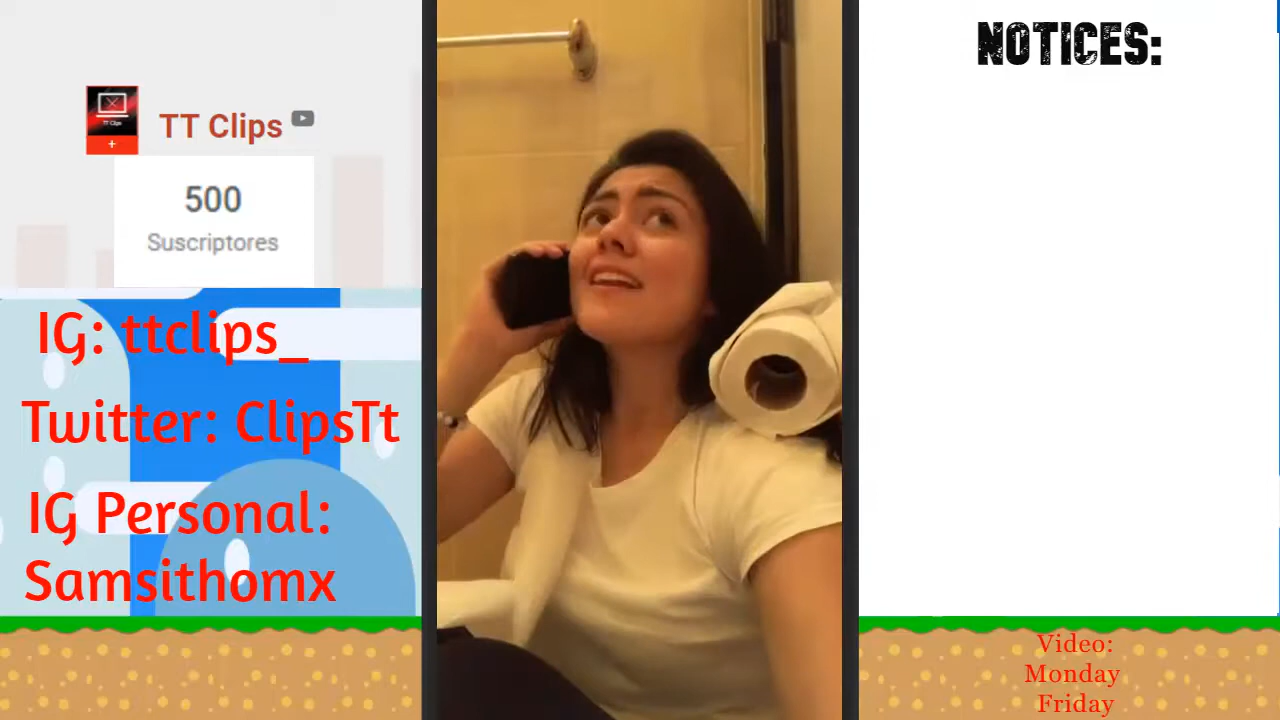 TT Clips
500
Suscriptores
IG: ttclips_
Twitter: ClipsTt
IG Personal:
Samsithomx
NOTICES:
Video:
Monday
Friday